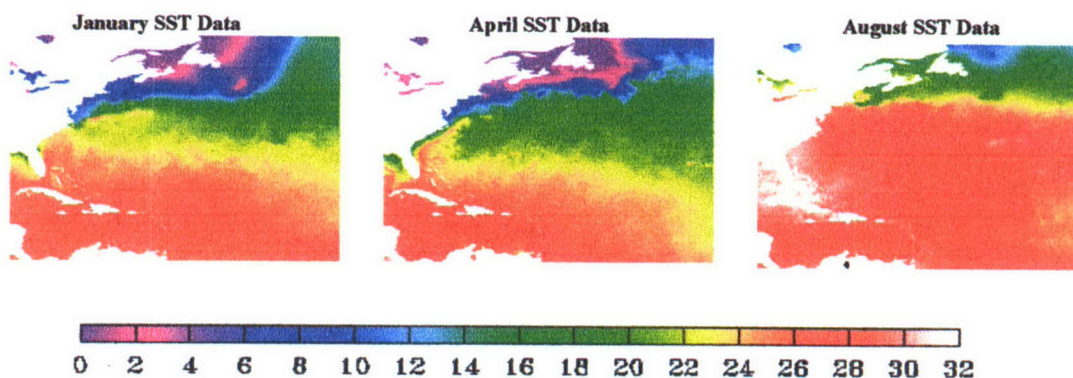 January SST Data
April SST Data
August SST Data
0 2 4 6 8 10 12 14 16 18 20 22 24 26 28 30 32